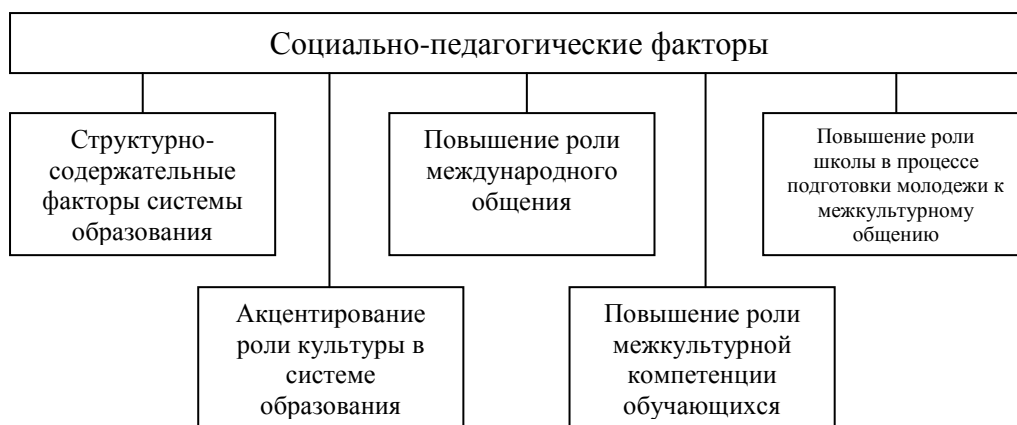 Социально-педагогические факторы
Структурно-
содержательные
факторы системы
образования
Повышение роли
международного
общения
Повышение роли
школы в процессе
подготовки молодежи к
межкультурному
общению
Акцентирование
роли культуры в
системе
образования
Повышение роли
межкультурной
компетенции
обучающихся